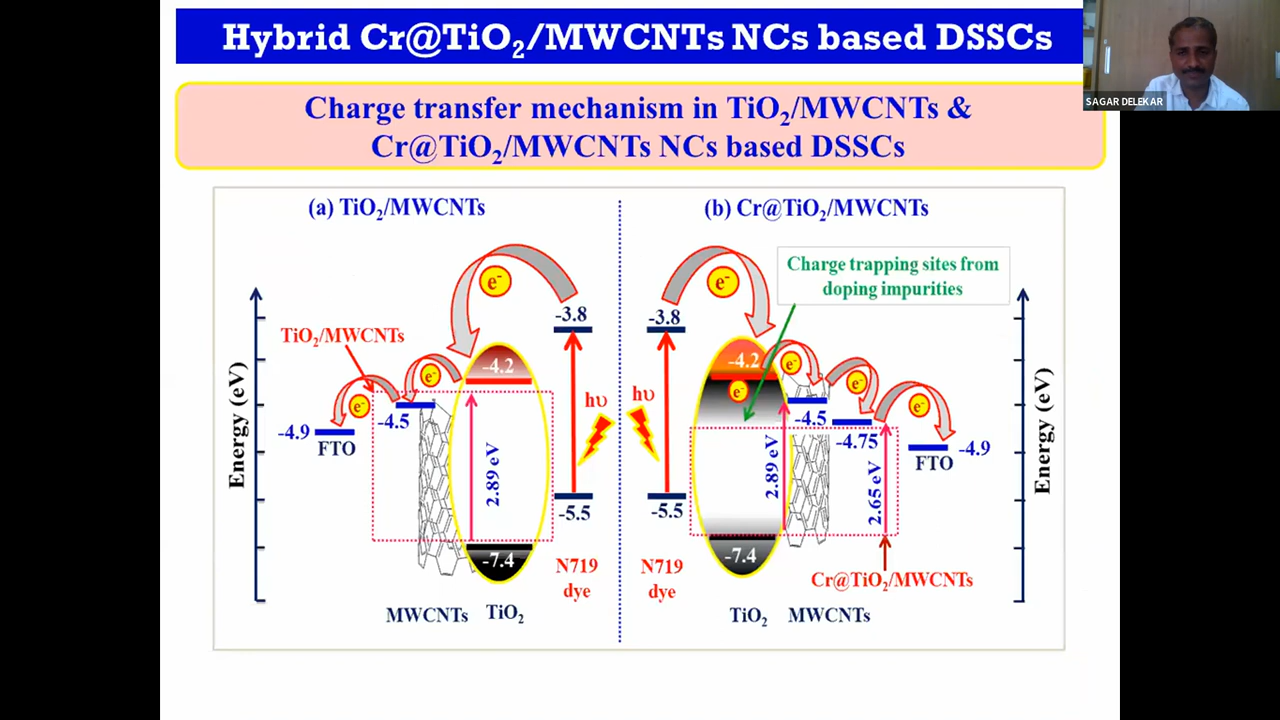 Hybrid Cr@TiO₂/MWCNTs NCs based DSSCs
SAGAR DELEKAR
Charge transfer mechanism in TiO₂/MWCNTs &
Cr@TiO₂/MWCNTs NCs based DSSCs
(a) TiO₂/MWCNTs
e⁻
-3.8
TiO₂/MWCNTs
-4.2
e⁻
e⁻
-4.5
-4.9
FTO
hυ
2.89 eV
-5.5
-7.4
N719
dye
MWCNTs
TiO₂
Energy (eV)
(b) Cr@TiO₂/MWCNTs
Charge trapping sites from
doping impurities
e⁻
-3.8
-4.2
e⁻
e⁻
e⁻
e⁻
hυ
-4.5
-4.75
-4.9
FTO
2.89 eV
2.65 eV
-5.5
-7.4
N719
dye
Cr@TiO₂/MWCNTs
TiO₂
MWCNTs
Energy (eV)